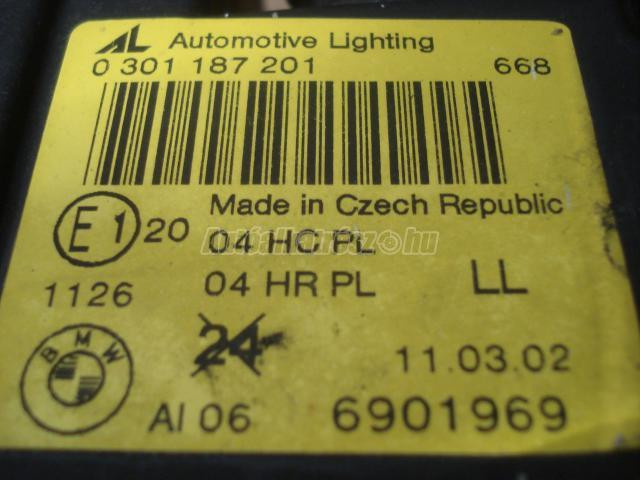 AL Automotive Lighting
0 301 187 201 668
Made in Czech Republic
E1 20 04 HC PL
1126 04 HR PL LL
24 11.03.02
BMW
AI 06 6901969